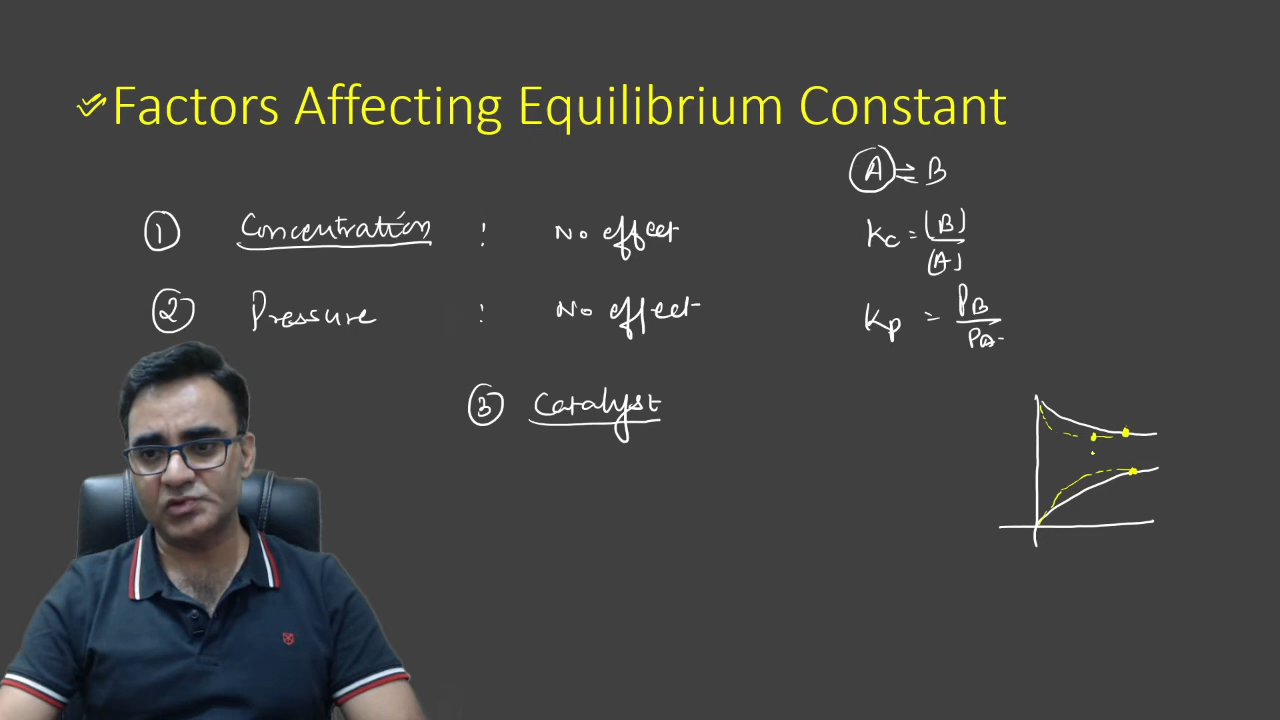 Factors Affecting Equilibrium Constant
A ⇌ B
① Concentration : No effect
Kc = (B)/(A)
② Pressure : No effect
Kp = PB/PA
③ Catalyst